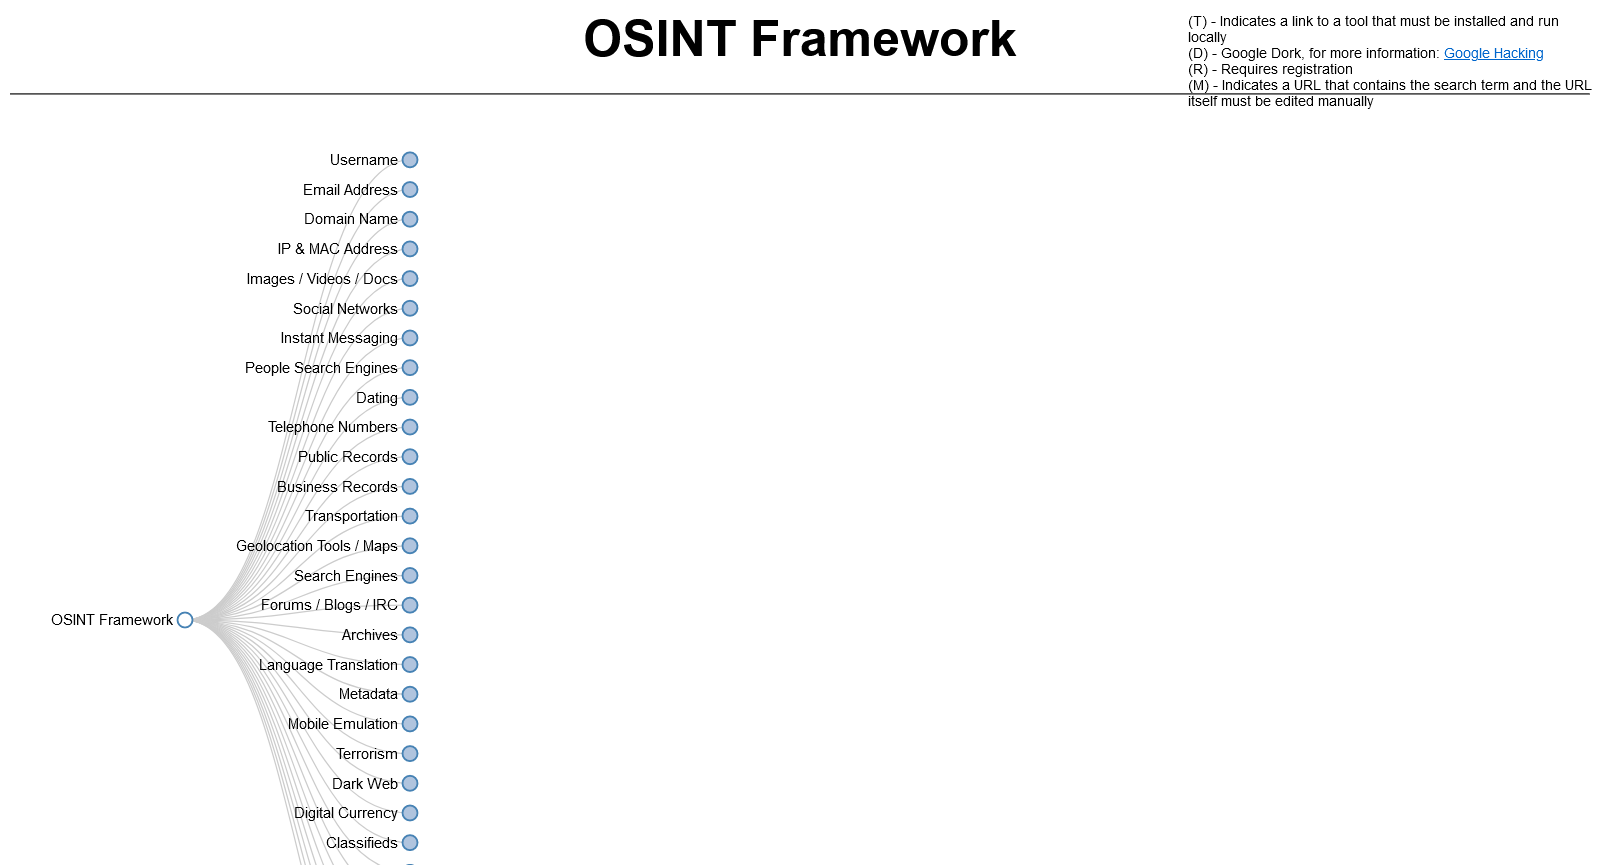 OSINT Framework
(T) - Indicates a link to a tool that must be installed and run
locally
(D) - Google Dork, for more information: Google Hacking
(R) - Requires registration
(M) - Indicates a URL that contains the search term and the URL
itself must be edited manually
Username
Email Address
Domain Name
IP & MAC Address
Images / Videos / Docs
Social Networks
Instant Messaging
People Search Engines
Dating
Telephone Numbers
Public Records
Business Records
Transportation
Geolocation Tools / Maps
Search Engines
Forums / Blogs / IRC
OSINT Framework
Archives
Language Translation
Metadata
Mobile Emulation
Terrorism
Dark Web
Digital Currency
Classifieds